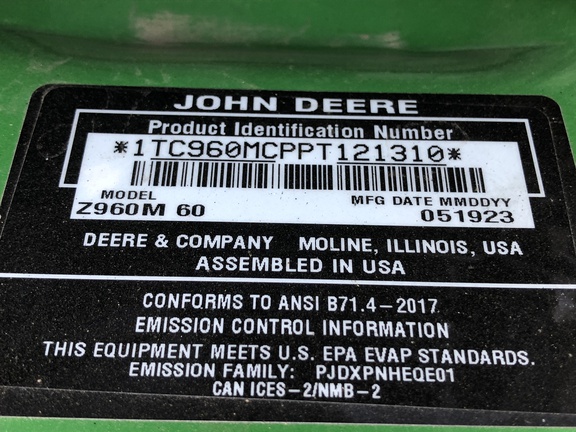 JOHN DEERE
Product Identification Number
*1TC960MCPPT121310*
MODEL MFG DATE MMDDYY
Z960M 60 051923
DEERE & COMPANY MOLINE, ILLINOIS, USA
ASSEMBLED IN USA
CONFORMS TO ANSI B71.4-2017
EMISSION CONTROL INFORMATION
THIS EQUIPMENT MEETS U.S. EPA EVAP STANDARDS.
EMISSION FAMILY: PJDXPNHEQE01
CAN ICES-2/NMB-2